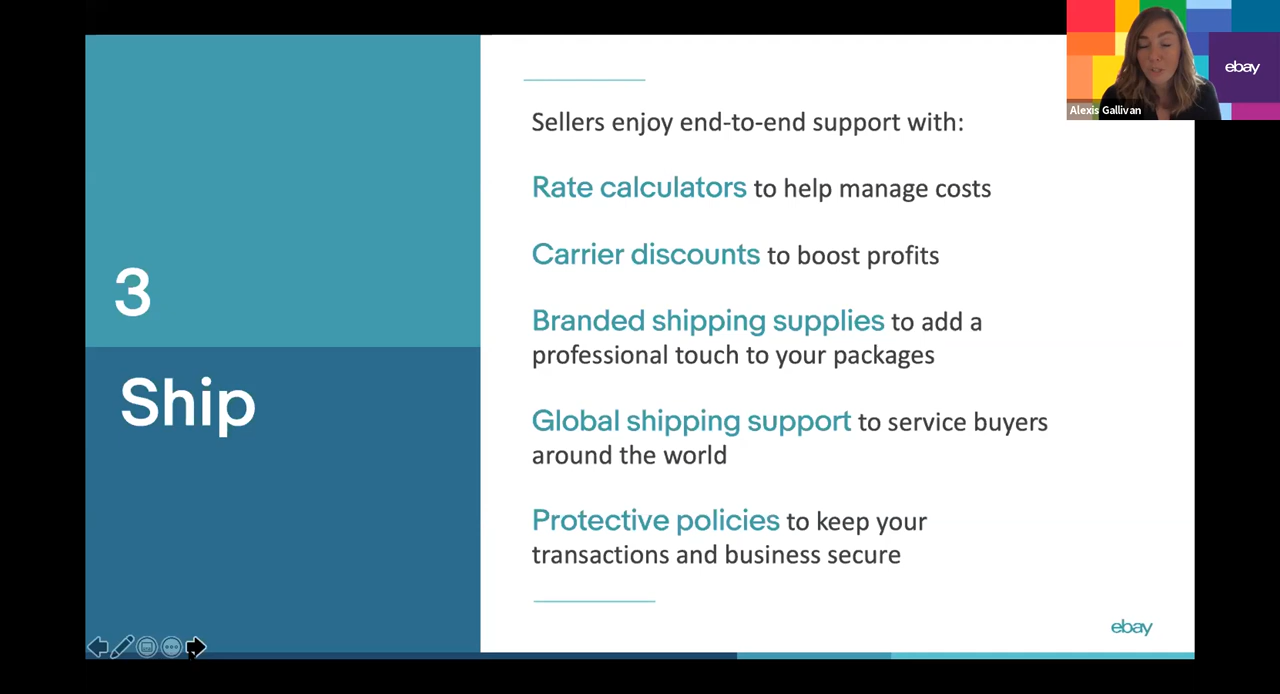 3
Ship
Sellers enjoy end-to-end support with:
Rate calculators to help manage costs
Carrier discounts to boost profits
Branded shipping supplies to add a
professional touch to your packages
Global shipping support to service buyers
around the world
Protective policies to keep your
transactions and business secure
ebay
ebay
Alexis Gallivan